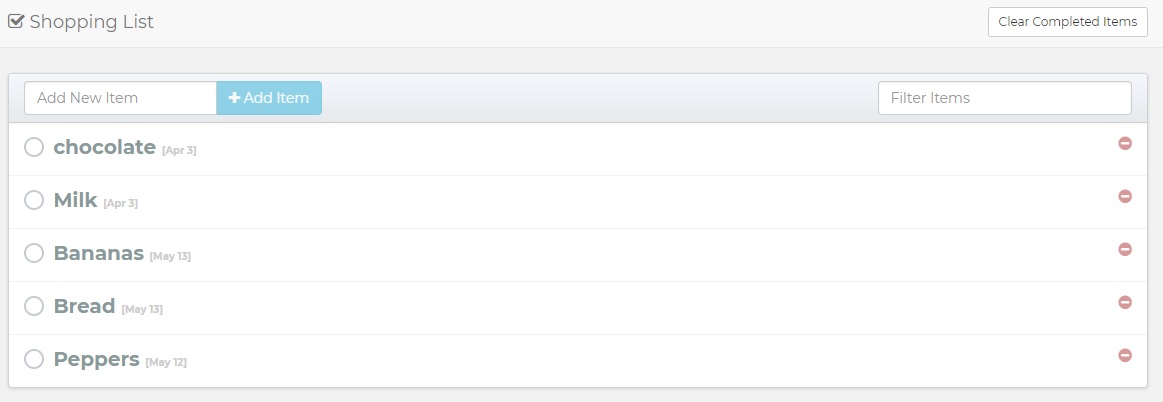 Shopping List
Clear Completed Items
Add New Item
Add Item
Filter Items
chocolate [Apr 3]
Milk [Apr 3]
Bananas [May 13]
Bread [May 13]
Peppers [May 12]